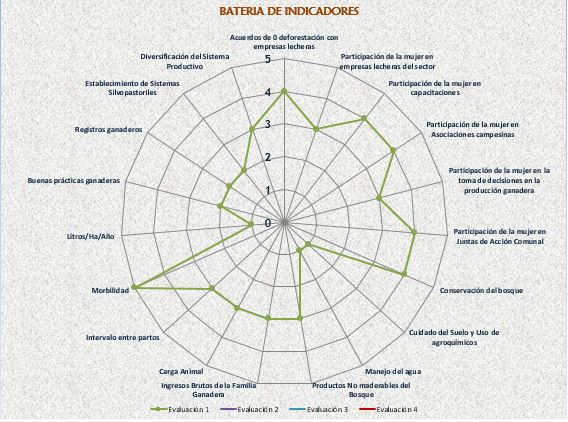 BATERIA DE INDICADORES
Acuerdos de 0 deforestación con
empresas lecheras
Participación de la mujer en
empresas lecheras del sector
Participación de la mujer en
capacitaciones
Participación de la mujer en
Asociaciones campesinas
Participación de la mujer en la
toma de decisiones en la
producción ganadera
Participación de la mujer en
Juntas de Acción Comunal
Conservación del bosque
Cuidado del Suelo y Uso de
agroquímicos
Manejo del agua
Productos No maderables del
Bosque
Ingresos Brutos de la Familia
Ganadera
Carga Animal
Intervalo entre partos
Morbilidad
Litros/Ha/Año
Buenas prácticas ganaderas
Registros ganaderos
Establecimiento de Sistemas
Silvopastoriles
Diversificación del Sistema
Productivo
5
4
3
2
1
0
Evaluación 1 Evaluación 2 Evaluación 3 Evaluación 4